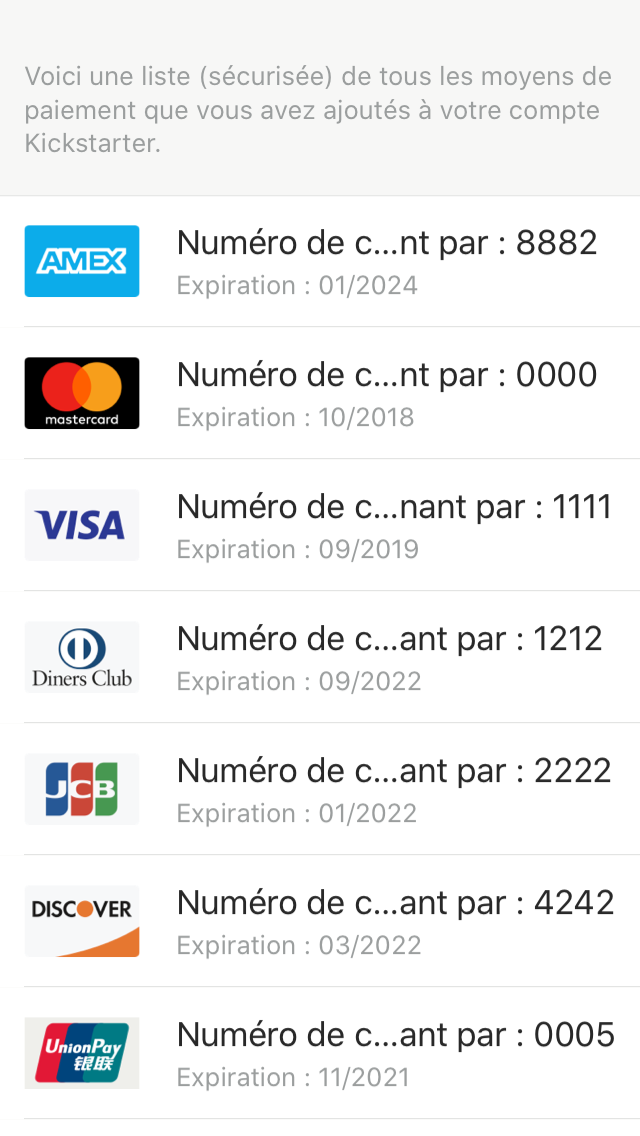 Voici une liste (sécurisée) de tous les moyens de
paiement que vous avez ajoutés à votre compte
Kickstarter.
AMEX
Numéro de c...nt par : 8882
Expiration : 01/2024
mastercard
Numéro de c...nt par : 0000
Expiration : 10/2018
VISA
Numéro de c...nant par : 1111
Expiration : 09/2019
Diners Club
Numéro de c...ant par : 1212
Expiration : 09/2022
JCB
Numéro de c...ant par : 2222
Expiration : 01/2022
DISCOVER
Numéro de c...ant par : 4242
Expiration : 03/2022
UnionPay
银联
Numéro de c...ant par : 0005
Expiration : 11/2021